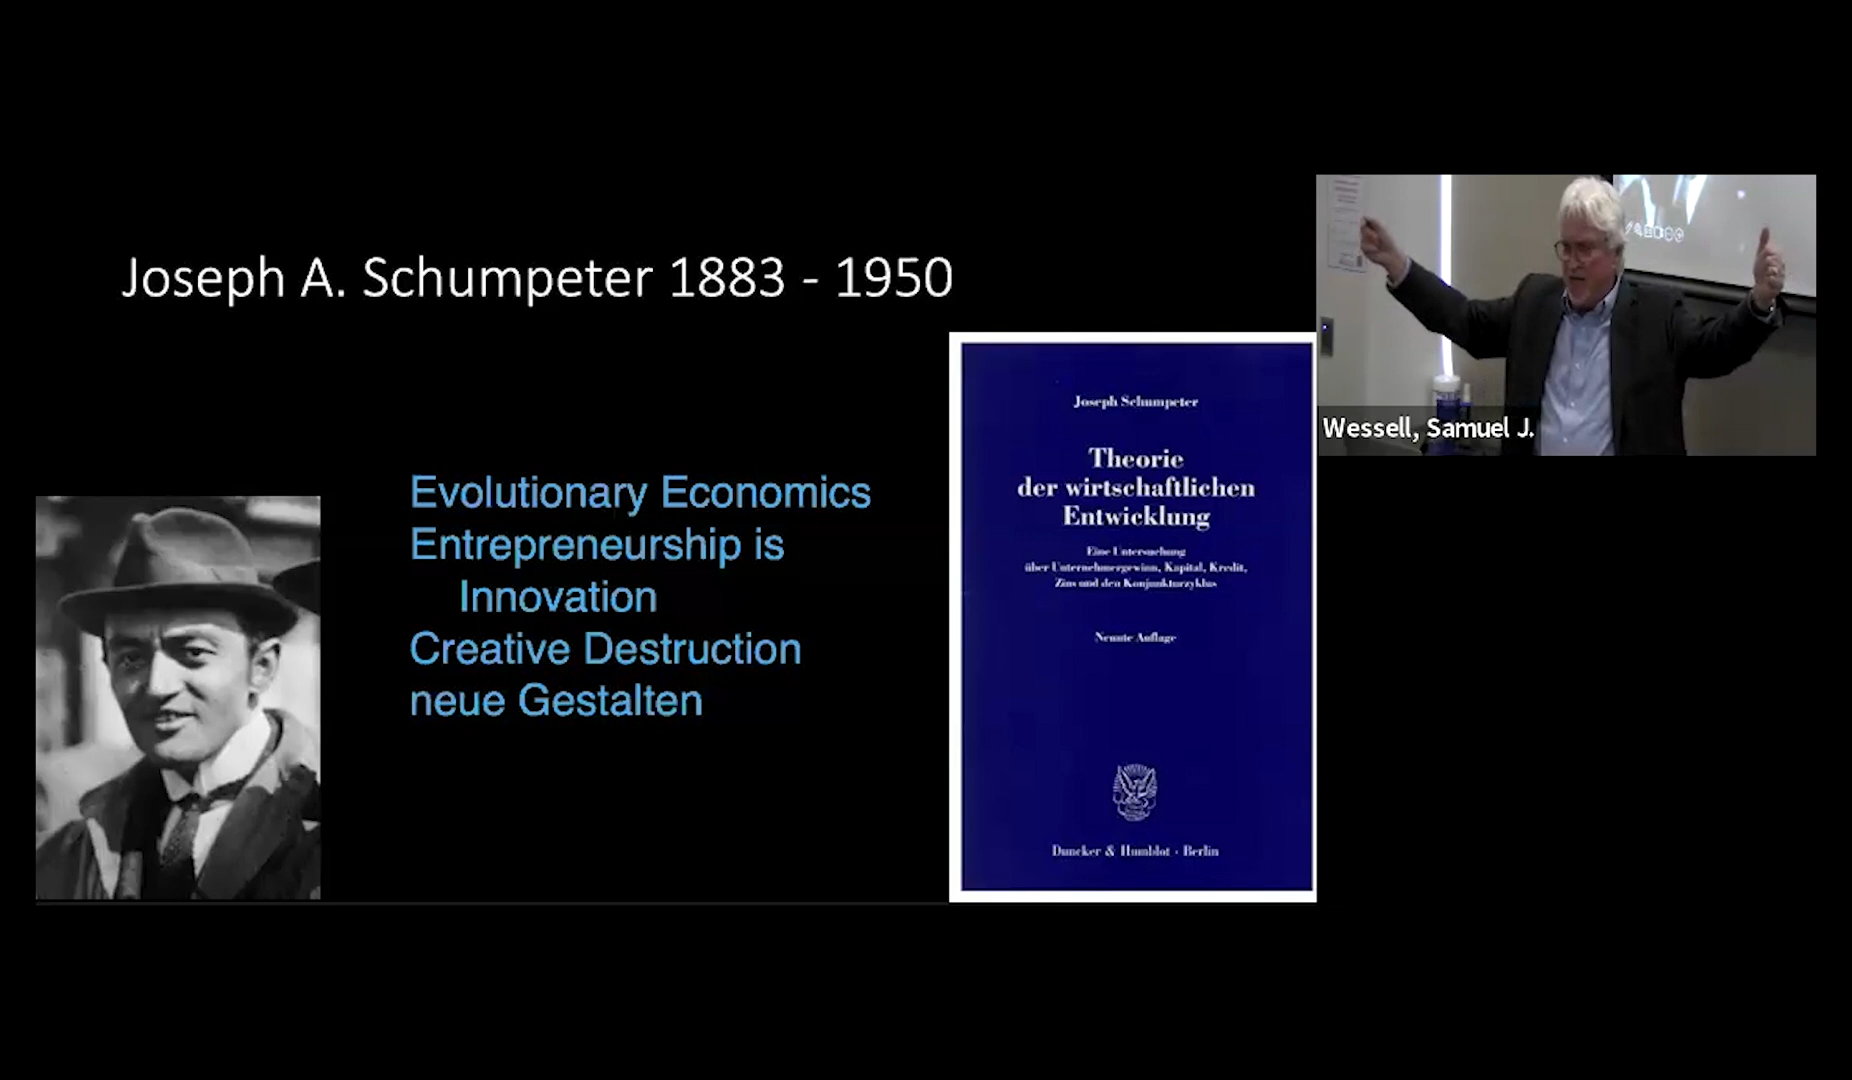 Joseph A. Schumpeter 1883 - 1950
Evolutionary Economics
Entrepreneurship is
Innovation
Creative Destruction
neue Gestalten
Joseph Schumpeter
Theorie
der wirtschaftlichen
Entwicklung
Eine Untersuchung
über Unternehmergewinn, Kapital, Kredit,
Zins und den Konjunkturzyklus
Neunte Auflage
Duncker & Humblot · Berlin
Wessell, Samuel J.